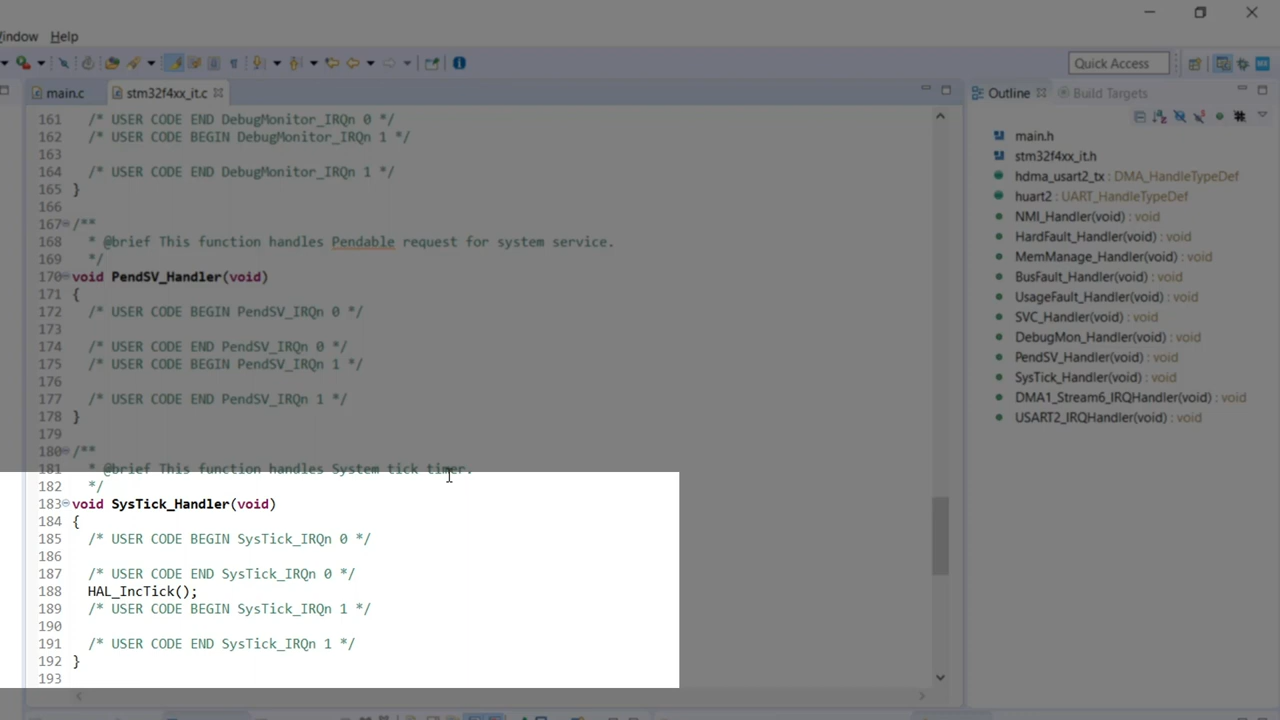 indow Help
Quick Access
main.c stm32f4xx_it.c
Outline Build Targets
161 /* USER CODE END DebugMonitor_IRQn 0 */
162 /* USER CODE BEGIN DebugMonitor_IRQn 1 */
163
164 /* USER CODE END DebugMonitor_IRQn 1 */
165 }
166
167 /**
168 * @brief This function handles Pendable request for system service.
169 */
170 void PendSV_Handler(void)
171 {
172 /* USER CODE BEGIN PendSV_IRQn 0 */
173
174 /* USER CODE END PendSV_IRQn 0 */
175 /* USER CODE BEGIN PendSV_IRQn 1 */
176
177 /* USER CODE END PendSV_IRQn 1 */
178 }
179
180 /**
181 * @brief This function handles System tick timer.
182 */
183 void SysTick_Handler(void)
184 {
185 /* USER CODE BEGIN SysTick_IRQn 0 */
186
187 /* USER CODE END SysTick_IRQn 0 */
188 HAL_IncTick();
189 /* USER CODE BEGIN SysTick_IRQn 1 */
190
191 /* USER CODE END SysTick_IRQn 1 */
192 }
193
main.h
stm32f4xx_it.h
hdma_usart2_tx : DMA_HandleTypeDef
huart2 : UART_HandleTypeDef
NMI_Handler(void) : void
HardFault_Handler(void) : void
MemManage_Handler(void) : void
BusFault_Handler(void) : void
UsageFault_Handler(void) : void
SVC_Handler(void) : void
DebugMon_Handler(void) : void
PendSV_Handler(void) : void
SysTick_Handler(void) : void
DMA1_Stream6_IRQHandler(void) : void
USART2_IRQHandler(void) : void